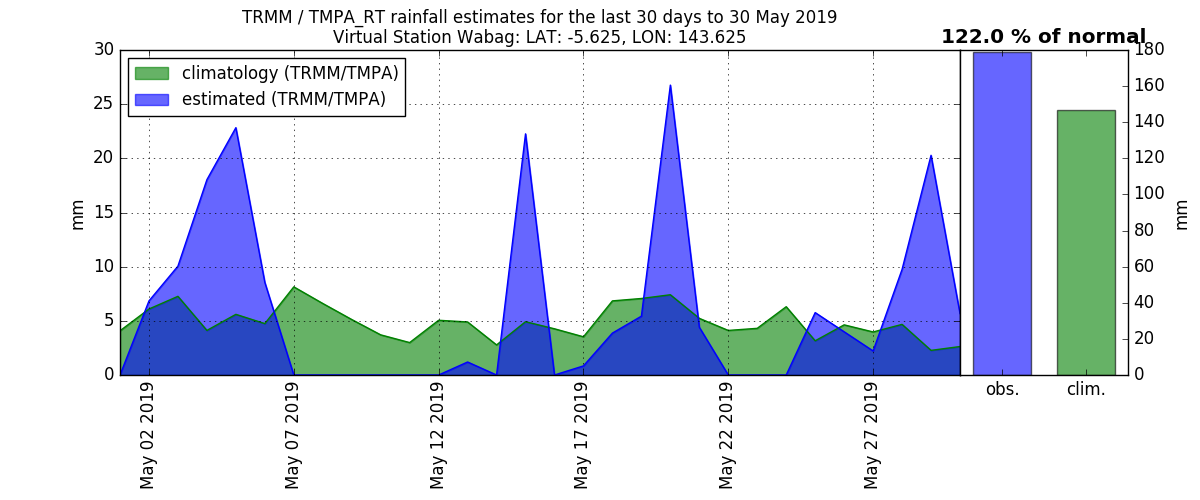 TRMM / TMPA_RT rainfall estimates for the last 30 days to 30 May 2019
Virtual Station Wabag: LAT: -5.625, LON: 143.625
122.0 % of normal
climatology (TRMM/TMPA)
estimated (TRMM/TMPA)
mm
30
25
20
15
10
5
0
May 02 2019
May 07 2019
May 12 2019
May 17 2019
May 22 2019
May 27 2019
obs.
clim.
180
160
140
120
100
80
60
40
20
0
mm